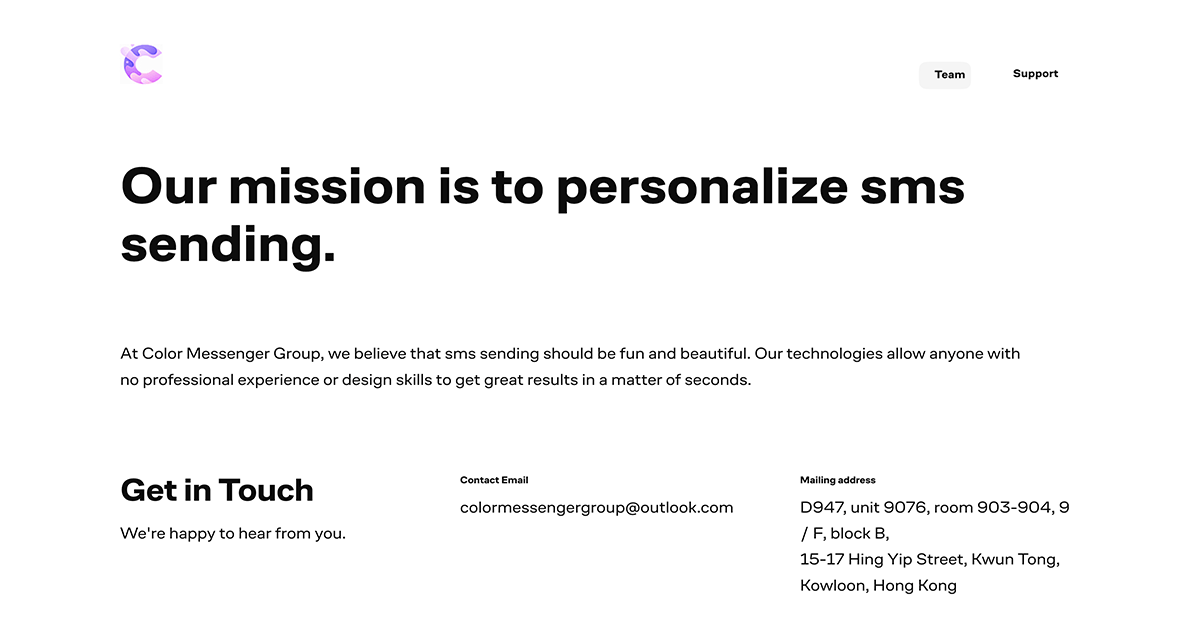 Team
Support
Our mission is to personalize sms
sending.
At Color Messenger Group, we believe that sms sending should be fun and beautiful. Our technologies allow anyone with
no professional experience or design skills to get great results in a matter of seconds.
Get in Touch
We're happy to hear from you.
Contact Email
colormessengergroup@outlook.com
Mailing address
D947, unit 9076, room 903-904, 9
/ F, block B,
15-17 Hing Yip Street, Kwun Tong,
Kowloon, Hong Kong